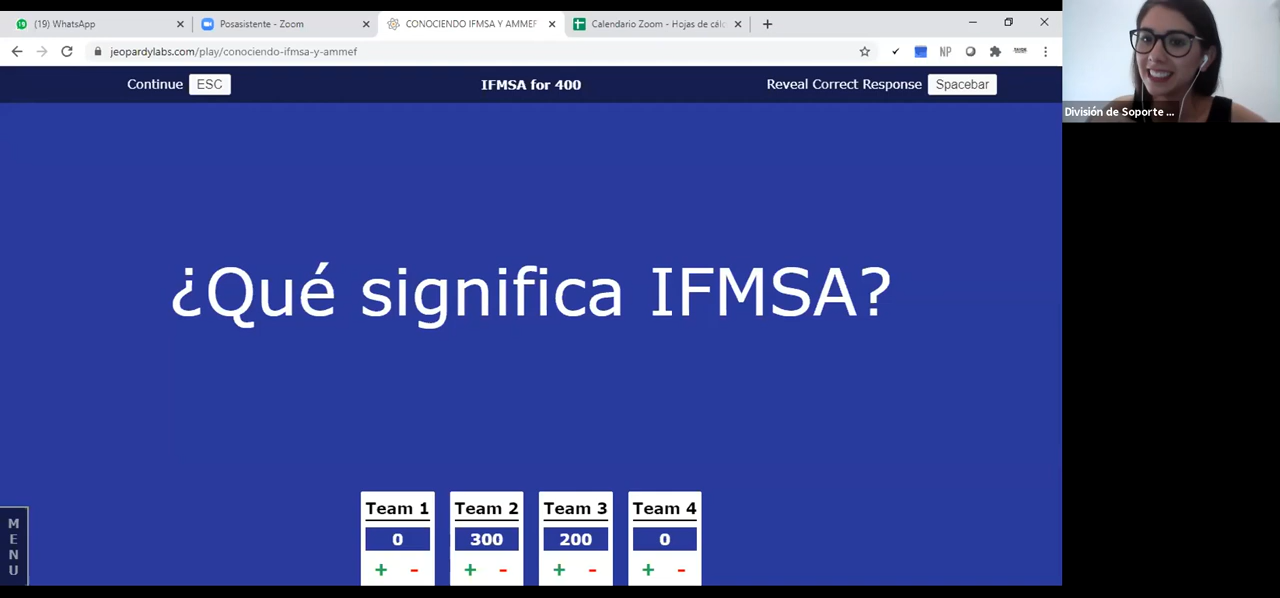 (19) WhatsApp
Posasistente - Zoom
CONOCIENDO IFMSA Y AMMEF
Calendario Zoom - Hojas de cálc
jeopardylabs.com/play/conociendo-ifmsa-y-ammef
NP
Continue ESC
IFMSA for 400
Reveal Correct Response Spacebar
División de Soporte ...
¿Qué significa IFMSA?
MENU
Team 1 Team 2 Team 3 Team 4
0 300 200 0
+ - + - + - + -